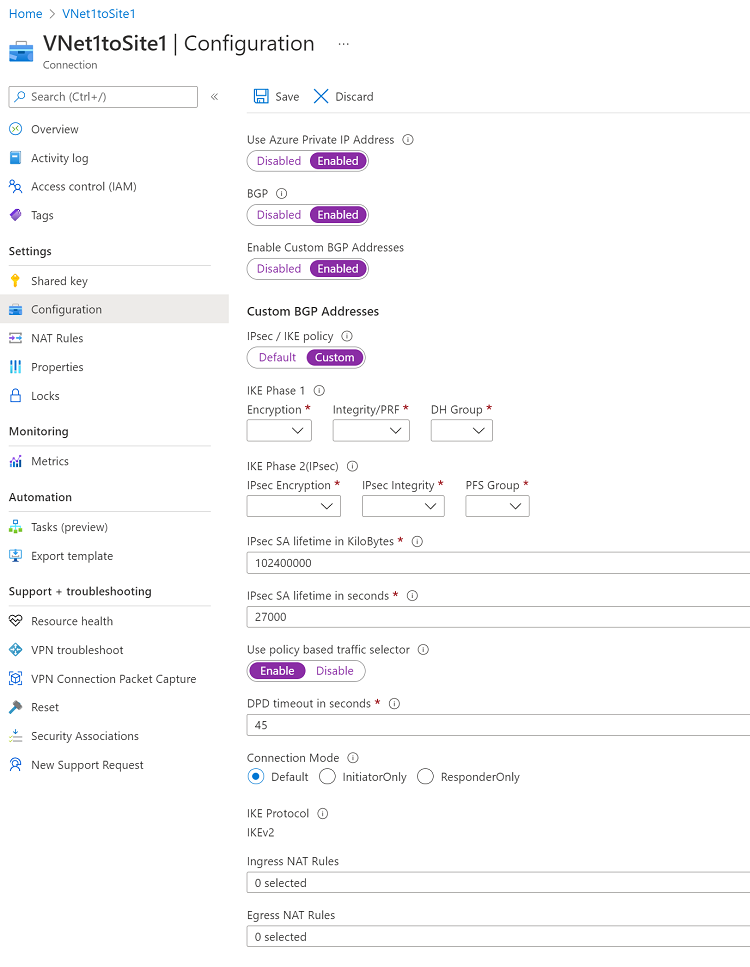 Home > VNet1toSite1
VNet1toSite1 | Configuration ...
Connection
Search (Ctrl+/) «
Overview
Activity log
Access control (IAM)
Tags
Settings
Shared key
Configuration
NAT Rules
Properties
Locks
Monitoring
Metrics
Automation
Tasks (preview)
Export template
Support + troubleshooting
Resource health
VPN troubleshoot
VPN Connection Packet Capture
Reset
Security Associations
New Support Request
Save Discard
Use Azure Private IP Address
Disabled Enabled
BGP
Disabled Enabled
Enable Custom BGP Addresses
Disabled Enabled
Custom BGP Addresses
IPsec / IKE policy
Default Custom
IKE Phase 1
Encryption * Integrity/PRF * DH Group *
IKE Phase 2(IPsec)
IPsec Encryption * IPsec Integrity * PFS Group *
IPsec SA lifetime in KiloBytes *
102400000
IPsec SA lifetime in seconds *
27000
Use policy based traffic selector
Enable Disable
DPD timeout in seconds *
45
Connection Mode
Default InitiatorOnly ResponderOnly
IKE Protocol
IKEv2
Ingress NAT Rules
0 selected
Egress NAT Rules
0 selected